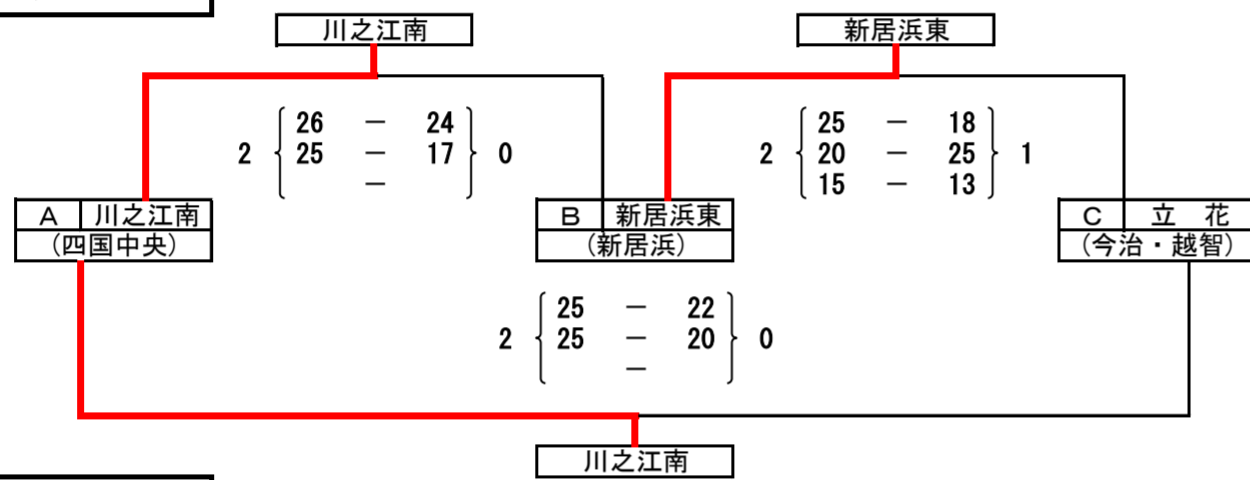 川之江南 新居浜東
26 － 24 25 － 18
2 25 － 17 0 2 20 － 25 1
－ 15 － 13
A 川之江南 B 新居浜東 C 立 花
（四国中央） （新居浜） （今治・越智）
25 － 22
2 25 － 20 0
－
川之江南